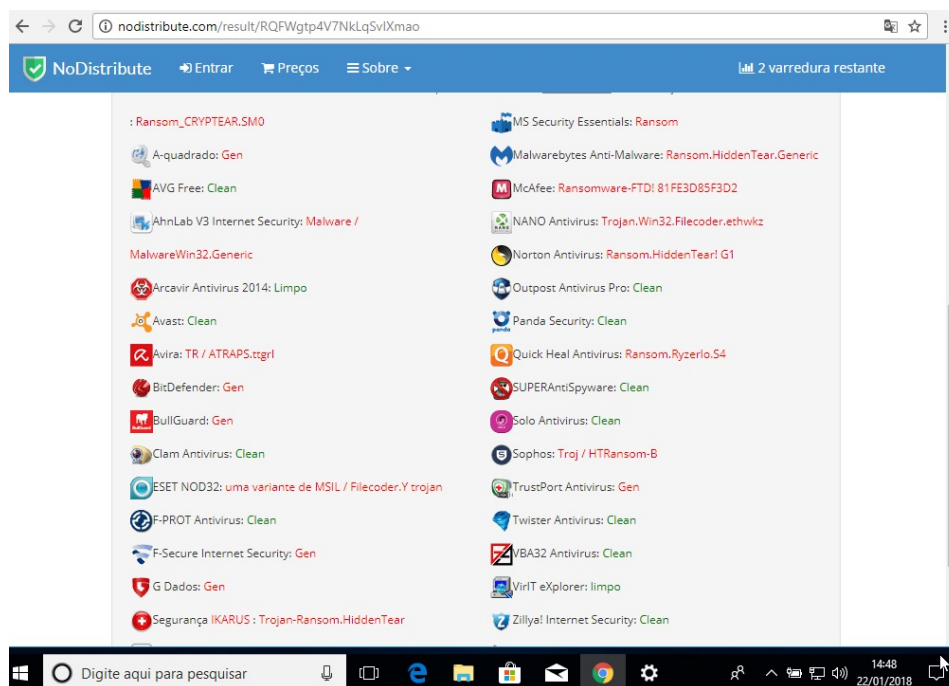 nodistribute.com/result/RQFWgtp4V7NkLqSvIXmao
NoDistribute
Entrar
Preços
Sobre
2 varredura restante
: Ransom_CRYPTEAR.SM0
A-quadrado: Gen
AVG Free: Clean
AhnLab V3 Internet Security: Malware /
MalwareWin32.Generic
Arcavir Antivirus 2014: Limpo
Avast: Clean
Avira: TR / ATRAPS.ttgrl
BitDefender: Gen
BullGuard: Gen
Clam Antivirus: Clean
ESET NOD32: uma variante de MSIL / Filecoder.Y trojan
F-PROT Antivirus: Clean
F-Secure Internet Security: Gen
G Dados: Gen
Segurança IKARUS : Trojan-Ransom.HiddenTear
MS Security Essentials: Ransom
Malwarebytes Anti-Malware: Ransom.HiddenTear.Generic
McAfee: Ransomware-FTD! 81FE3D85F3D2
NANO Antivirus: Trojan.Win32.Filecoder.ethwkz
Norton Antivirus: Ransom.HiddenTear! G1
Outpost Antivirus Pro: Clean
Panda Security: Clean
Quick Heal Antivirus: Ransom.Ryzerlo.S4
SUPERAntiSpyware: Clean
Solo Antivirus: Clean
Sophos: Troj / HTRansom-B
TrustPort Antivirus: Gen
Twister Antivirus: Clean
VBA32 Antivirus: Clean
VirIT eXplorer: limpo
Zillya! Internet Security: Clean
Digite aqui para pesquisar
14:48
22/01/2018